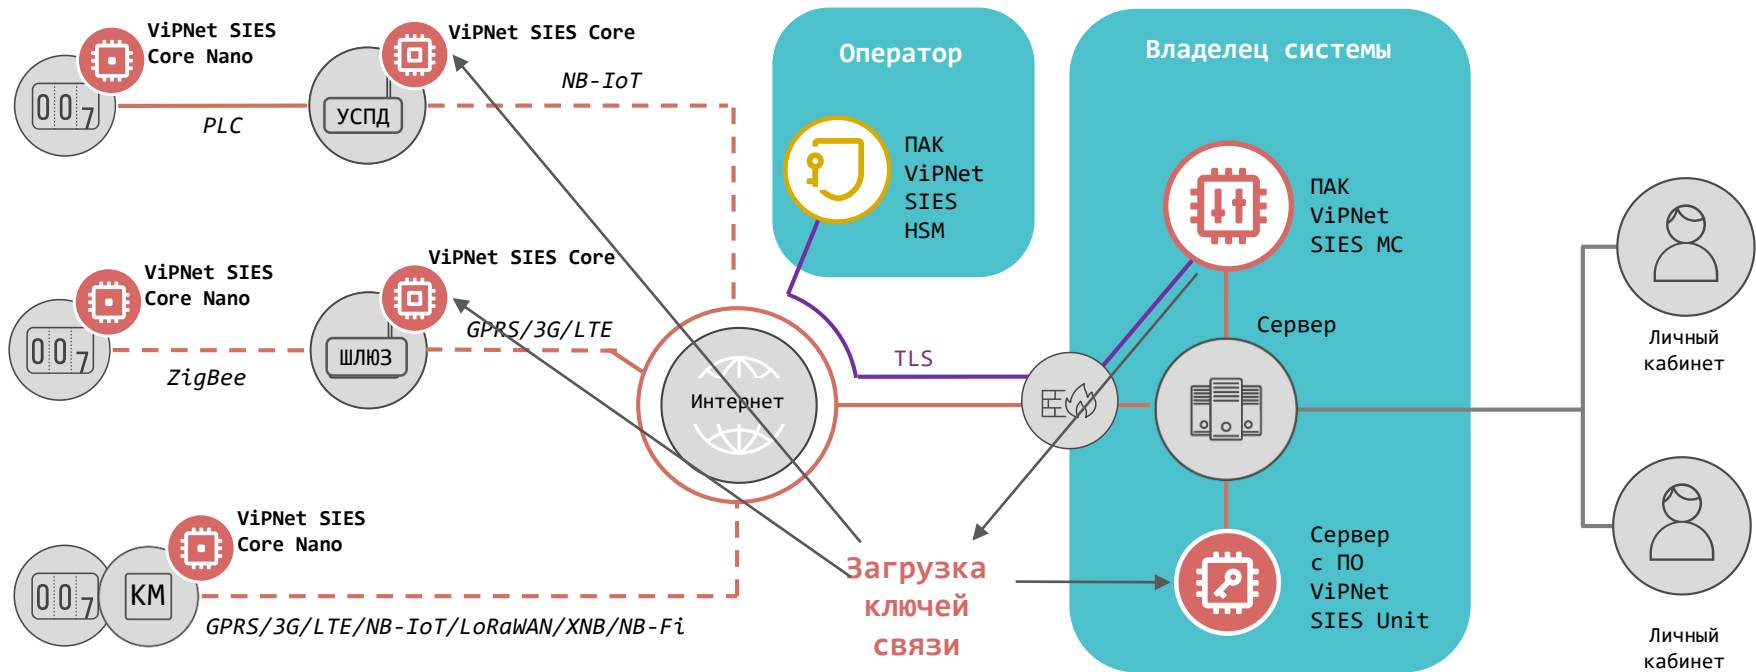 ViPNet SIES
Core Nano
007
PLC
ViPNet SIES Core
УСПД
NB-IoT
ViPNet SIES
Core Nano
007
ZigBee
ViPNet SIES Core
ШЛЮЗ
GPRS/3G/LTE
ViPNet SIES
Core Nano
007
КМ
GPRS/3G/LTE/NB-IoT/LoRaWAN/XNB/NB-Fi
Интернет
Оператор
ПАК
ViPNet
SIES
HSM
TLS
Загрузка
ключей
связи
Владелец системы
ПАК
ViPNet
SIES MC
Сервер
Сервер
с ПО
ViPNet
SIES Unit
Личный
кабинет
Личный
кабинет